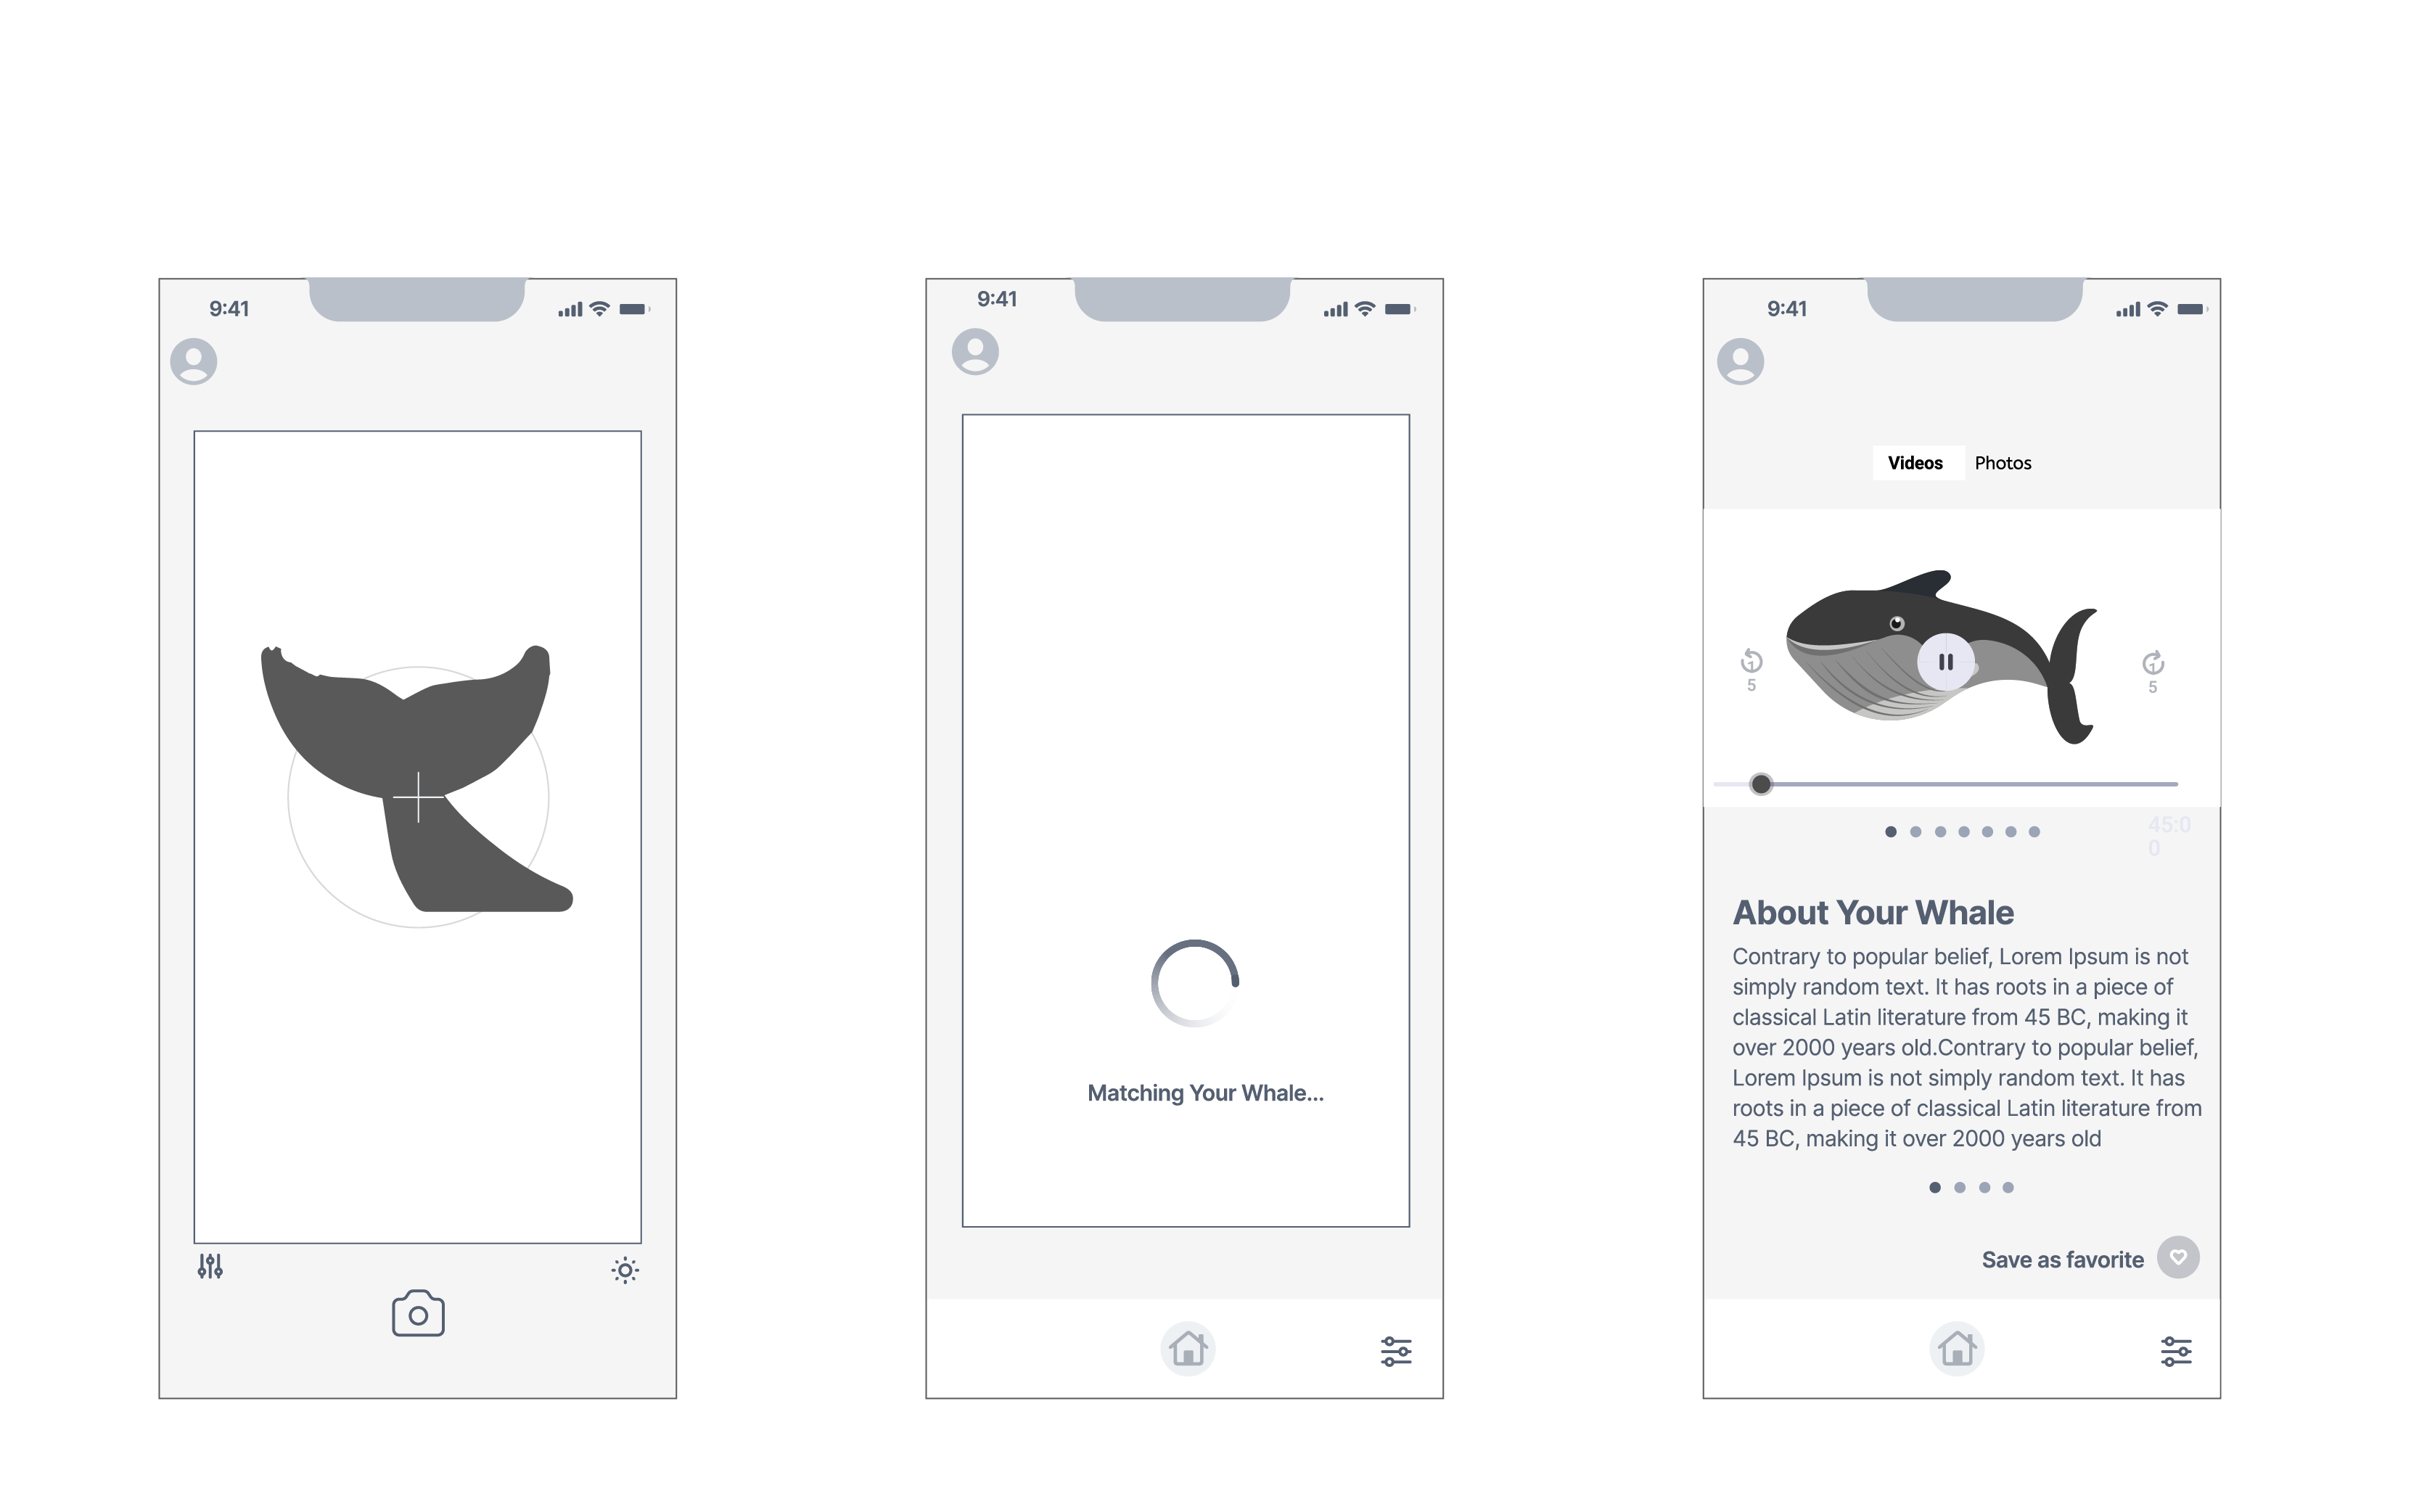 9:41
9:41
Matching Your Whale...
9:41
Videos Photos
1
5
1
5
45:0
0
About Your Whale
Contrary to popular belief, Lorem Ipsum is not
simply random text. It has roots in a piece of
classical Latin literature from 45 BC, making it
over 2000 years old.Contrary to popular belief,
Lorem Ipsum is not simply random text. It has
roots in a piece of classical Latin literature from
45 BC, making it over 2000 years old
Save as favorite